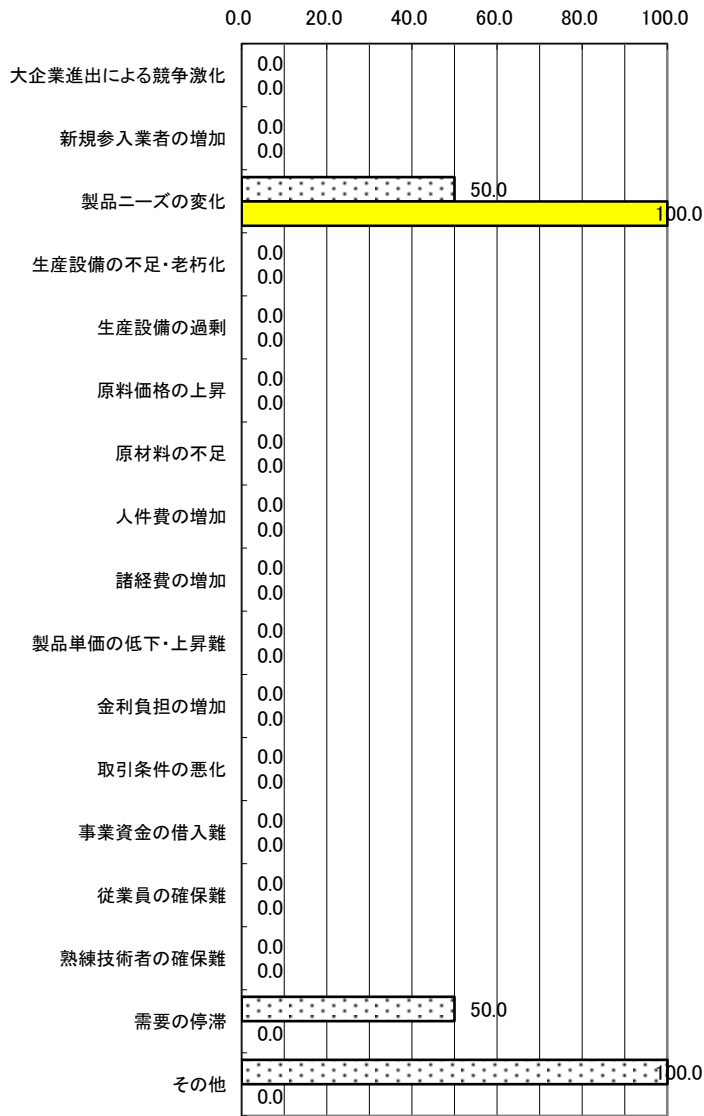 0.0 20.0 40.0 60.0 80.0 100.0
大企業進出による競争激化
0.0
0.0
新規参入業者の増加
0.0
0.0
製品ニーズの変化
50.0
100.0
生産設備の不足・老朽化
0.0
0.0
生産設備の過剰
0.0
0.0
原料価格の上昇
0.0
0.0
原材料の不足
0.0
0.0
人件費の増加
0.0
0.0
諸経費の増加
0.0
0.0
製品単価の低下・上昇難
0.0
0.0
金利負担の増加
0.0
0.0
取引条件の悪化
0.0
0.0
事業資金の借入難
0.0
0.0
従業員の確保難
0.0
0.0
熟練技術者の確保難
0.0
0.0
需要の停滞
50.0
0.0
その他
100.0
0.0